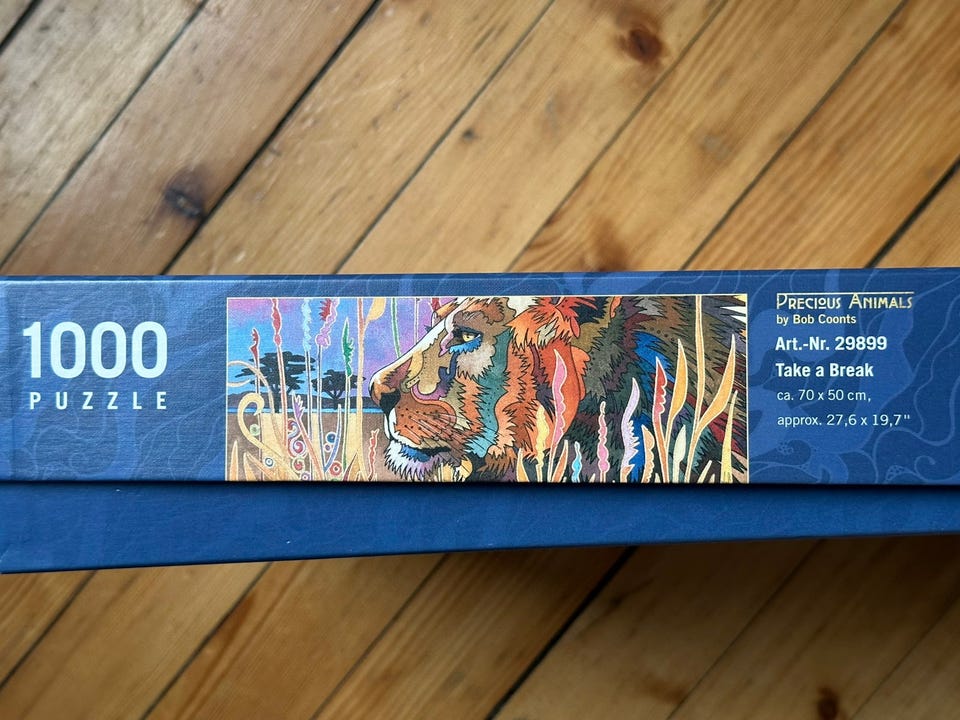 1000
PUZZLE
PRECIOUS ANIMALS
by Bob Coonts
Art.-Nr. 29899
Take a Break
ca. 70 x 50 cm,
approx. 27,6 x 19,7"